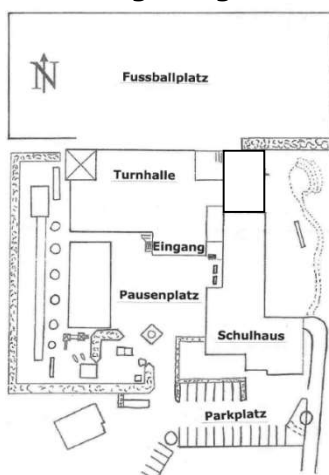 N
Fussballplatz
Turnhalle
Eingang
Pausenplatz
Schulhaus
Parkplatz